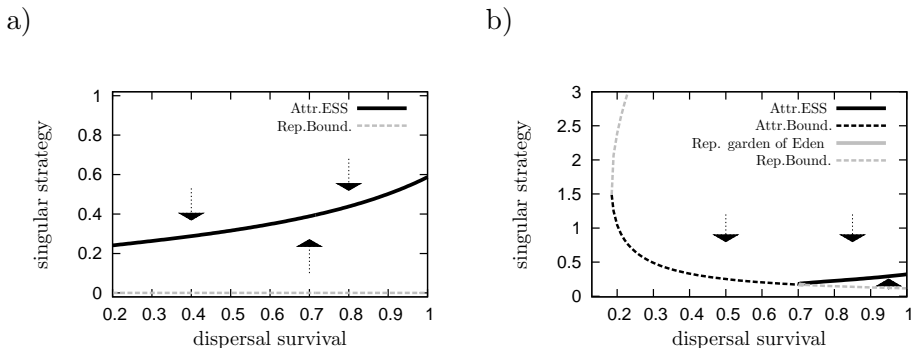 a)
singular strategy
1
0.8
0.6
0.4
0.2
0
Attr.ESS
Rep.Bound.
0.2 0.3 0.4 0.5 0.6 0.7 0.8 0.9 1
dispersal survival
b)
singular strategy
3
2.5
2
1.5
1
0.5
0
Attr.ESS
Attr.Bound.
Rep. garden of Eden
Rep.Bound.
0.2 0.3 0.4 0.5 0.6 0.7 0.8 0.9 1
dispersal survival